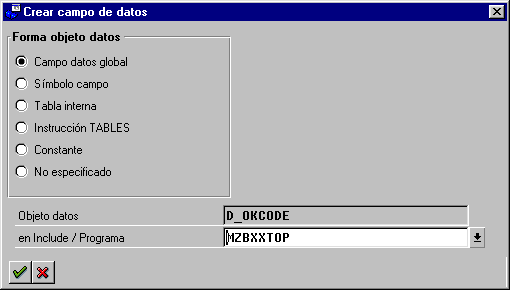 Crear campo de datos
Forma objeto datos
Campo datos global
Símbolo campo
Tabla interna
Instrucción TABLES
Constante
No especificado
Objeto datos D_OKCODE
en Include / Programa MZBXXTOP